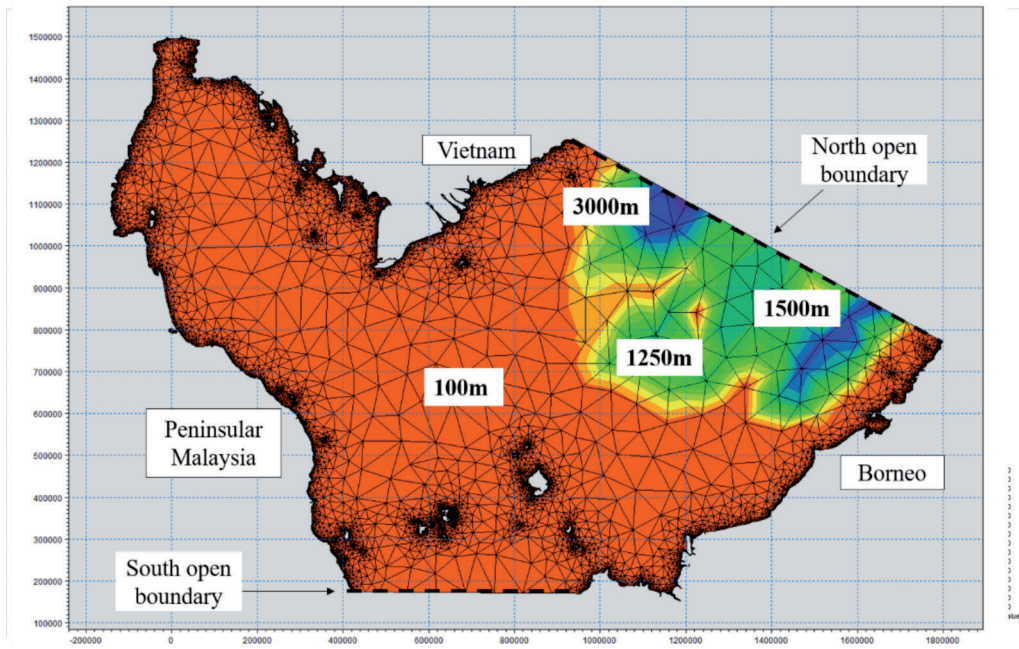 1500000
1400000
1300000
1200000
1100000
1000000
900000
800000
700000
600000
500000
400000
300000
200000
100000
Vietnam
North open
boundary
3000m
1500m
1250m
100m
Peninsular
Malaysia
Borneo
South open
boundary
-200000 0 200000 400000 600000 800000 1000000 1200000 1400000 1600000 1800000